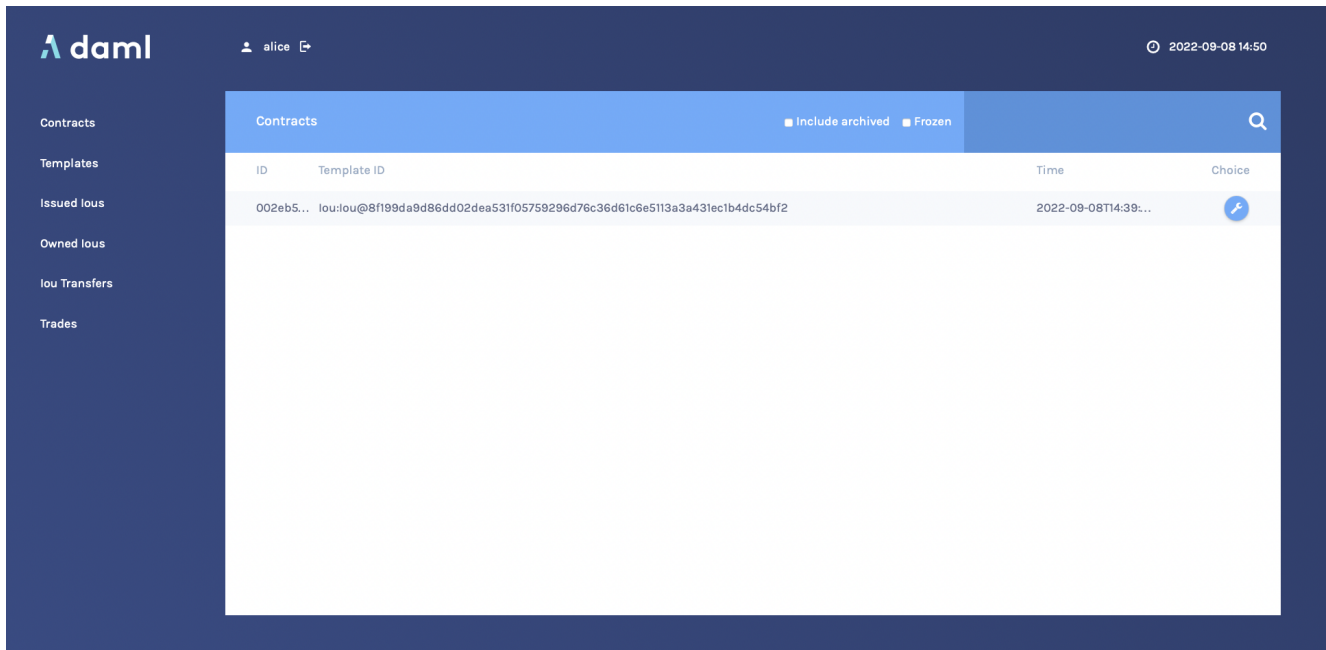 daml
alice
2022-09-08 14:50
Contracts
Templates
Issued Ious
Owned Ious
Iou Transfers
Trades
Contracts
Include archived
Frozen
ID Template ID Time Choice
002eb5... Iou:Iou@8f199da9d86dd02dea531f05759296d76c36d61c6e5113a3a431ec1b4dc54bf2 2022-09-08T14:39:...